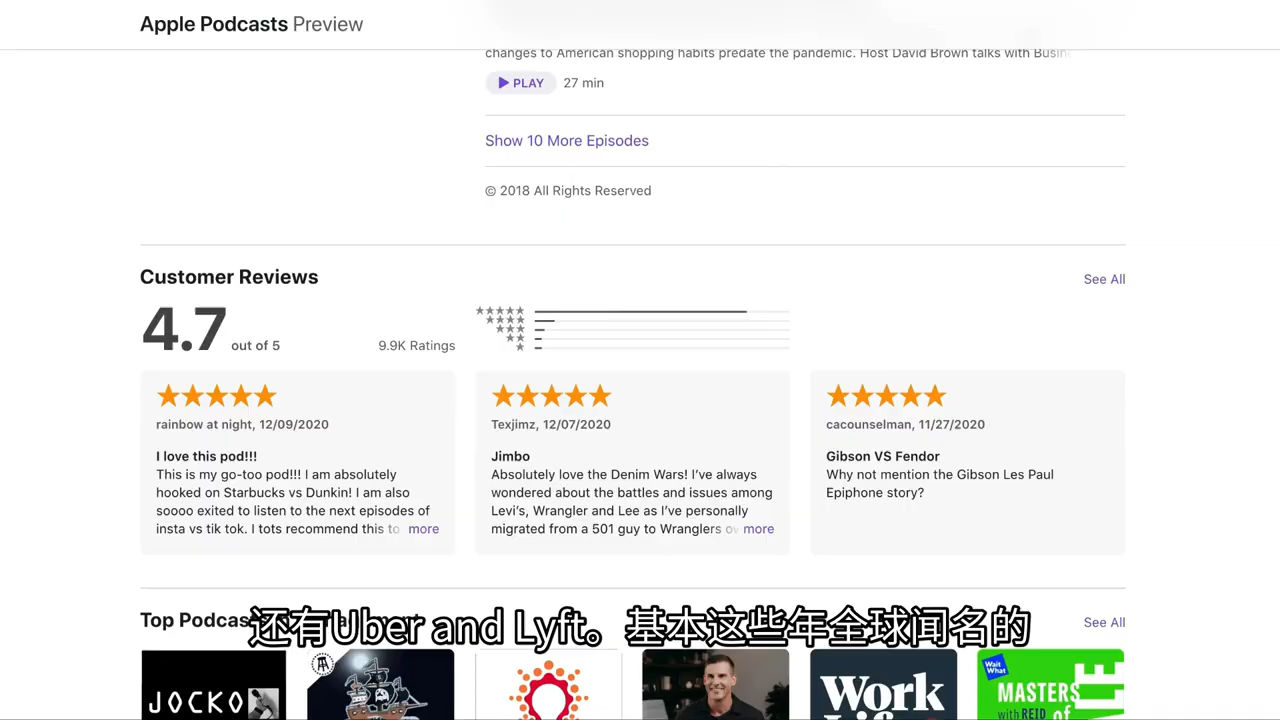 Apple Podcasts Preview
changes to American shopping habits predate the pandemic. Host David Brown talks with Busine
PLAY 27 min
Show 10 More Episodes
© 2018 All Rights Reserved
Customer Reviews
See All
4.7 out of 5
9.9K Ratings
rainbow at night, 12/09/2020
I love this pod!!!
This is my go-too pod!!! I am absolutely
hooked on Starbucks vs Dunkin! I am also
soooo exited to listen to the next episodes of
insta vs tik tok. I tots recommend this to more
Texjimz, 12/07/2020
Jimbo
Absolutely love the Denim Wars! I've always
wondered about the battles and issues among
Levi's, Wrangler and Lee as I've personally
migrated from a 501 guy to Wranglers ov more
cacounselman, 11/27/2020
Gibson VS Fendor
Why not mention the Gibson Les Paul
Epiphone story?
Top Podcas
See All
还有Uber and Lyft。基本这些年全球闻名的
JOCKO
Work
Wait What
MASTERS
with REID of